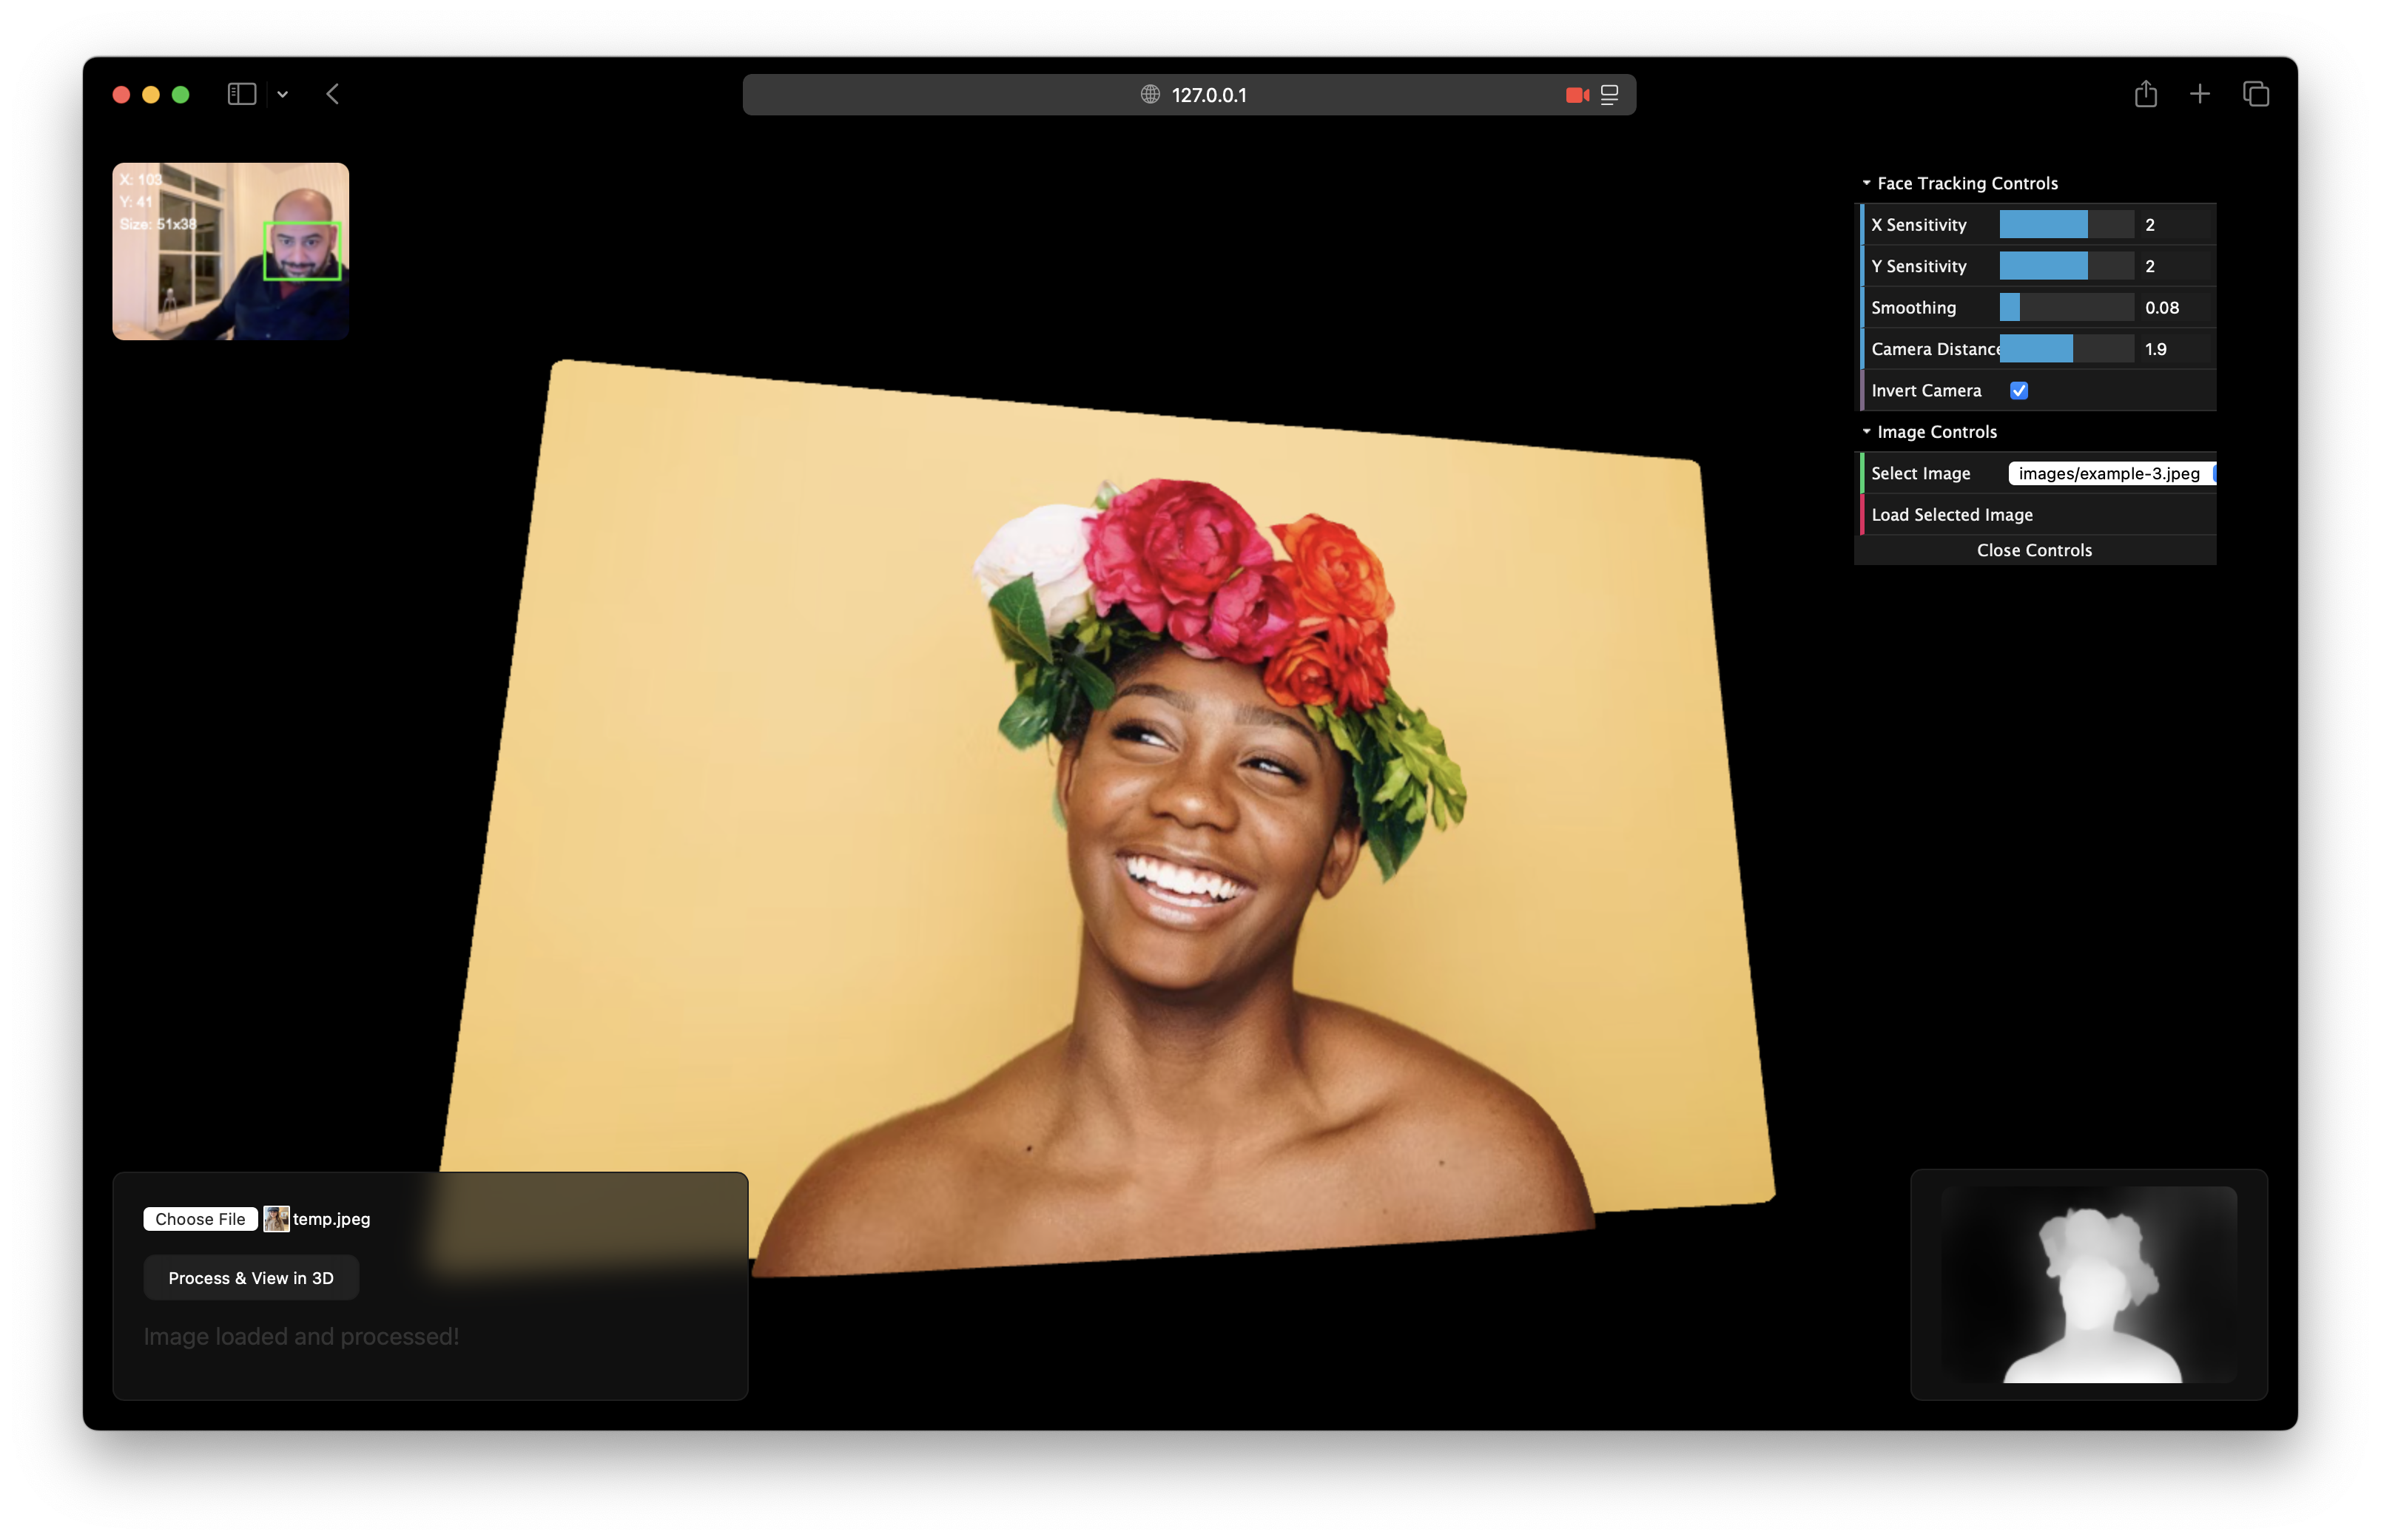 127.0.0.1
X: 103
Y: 41
Size: 51x38
Face Tracking Controls
X Sensitivity 2
Y Sensitivity 2
Smoothing 0.08
Camera Distance 1.9
Invert Camera
Image Controls
Select Image images/example-3.jpeg
Load Selected Image
Close Controls
Choose File temp.jpeg
Process & View in 3D
Image loaded and processed!